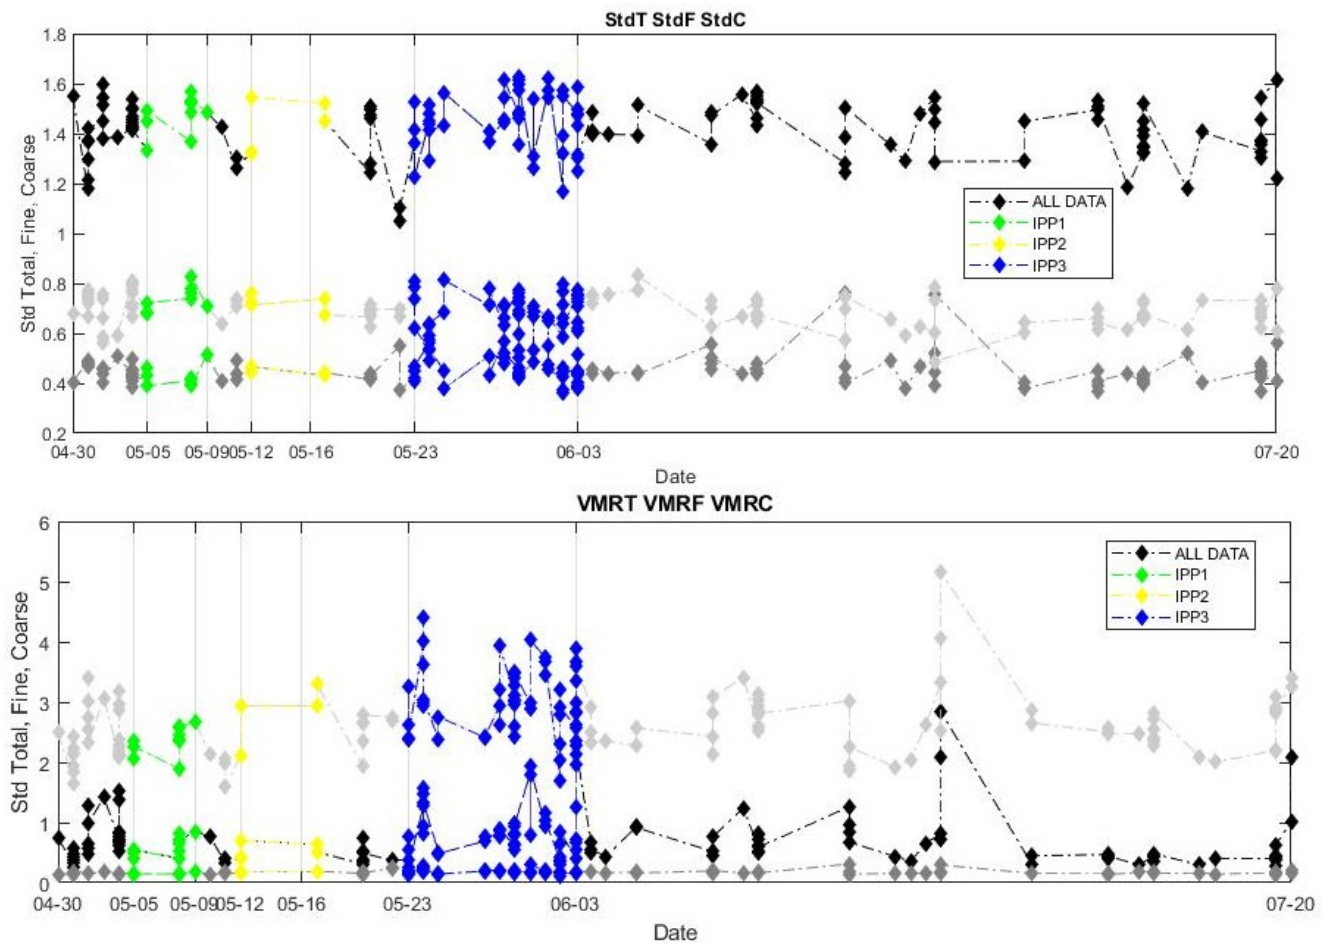 StdT StdF StdC
Std Total, Fine, Coarse
1.8
1.6
1.4
1.2
1
0.8
0.6
0.4
0.2
ALL DATA
IPP1
IPP2
IPP3
04-30 05-05 05-09 05-12 05-16 05-23 06-03 07-20
Date
VMRT VMRF VMRC
Std Total, Fine, Coarse
6
5
4
3
2
1
0
ALL DATA
IPP1
IPP2
IPP3
04-30 05-05 05-09 05-12 05-16 05-23 06-03 07-20
Date